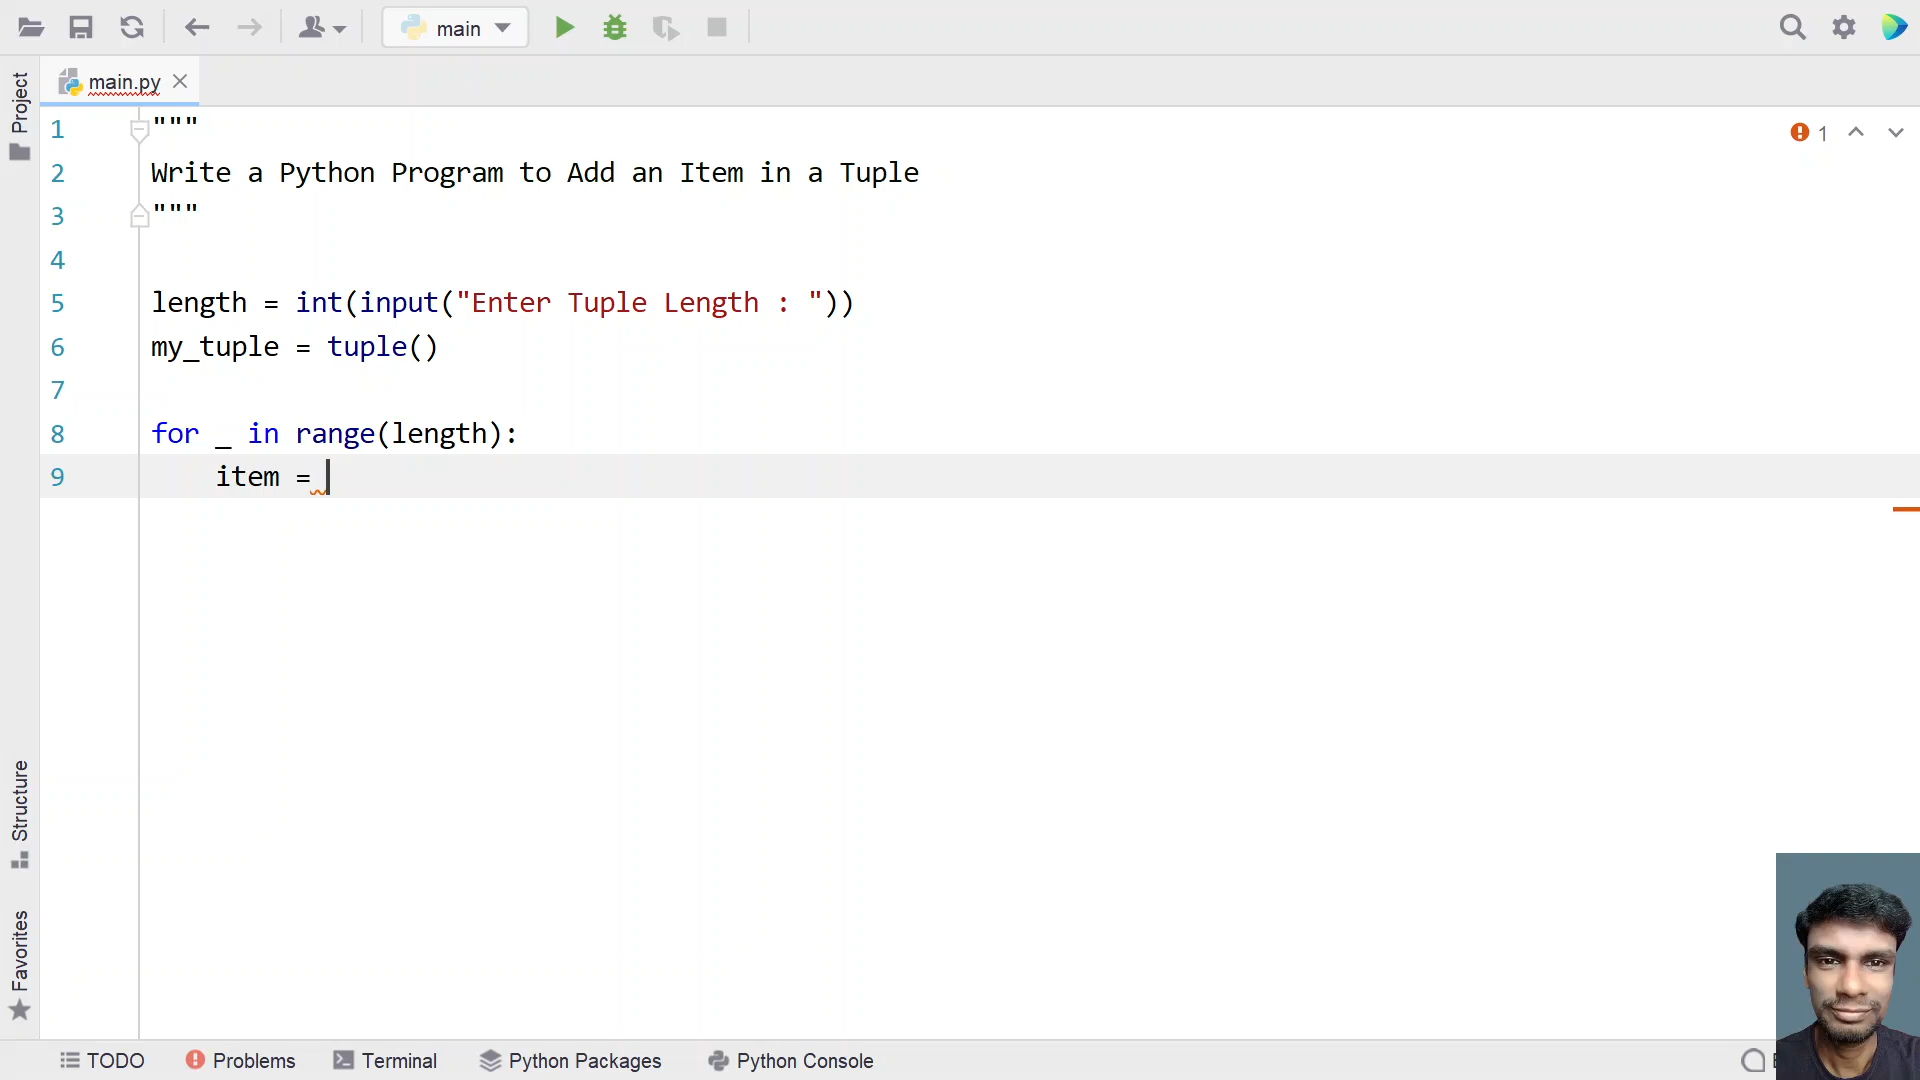 main
Project
main.py
1
1 """
2 Write a Python Program to Add an Item in a Tuple
3 """
4
5 length = int(input("Enter Tuple Length : "))
6 my_tuple = tuple()
7
8 for _ in range(length):
9 item =
Structure
Favorites
TODO Problems Terminal Python Packages Python Console